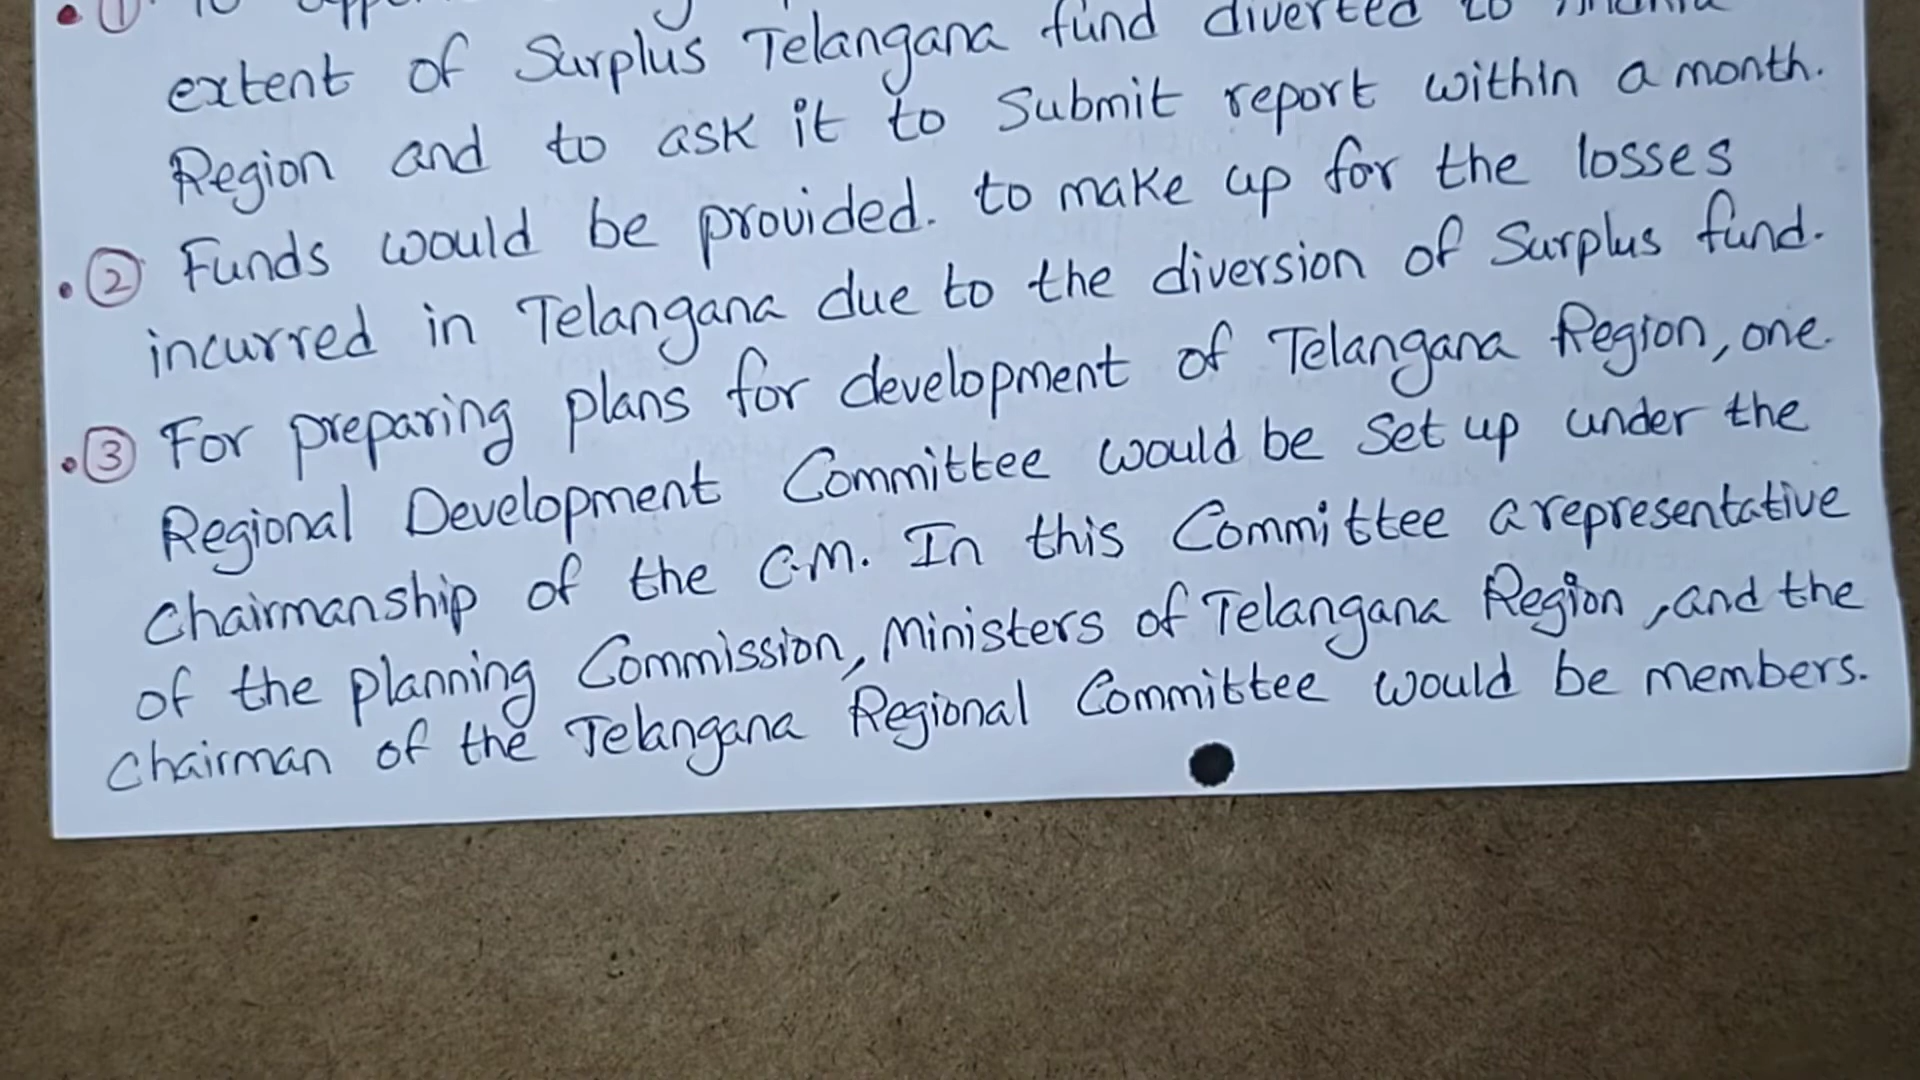 ① To
extent of Surplus Telangana fund diverted to
Region and to ask it to Submit report within a month.
② Funds would be provided. to make up for the losses
incurred in Telangana due to the diversion of Surplus fund.
③ For preparing plans for development of Telangana Region, one
Regional Development Committee would be Set up under the
Chairmanship of the C.M. In this Committee a representative
of the planning Commission, Ministers of Telangana Region, and the
Chairman of the Telangana Regional Committee would be members.